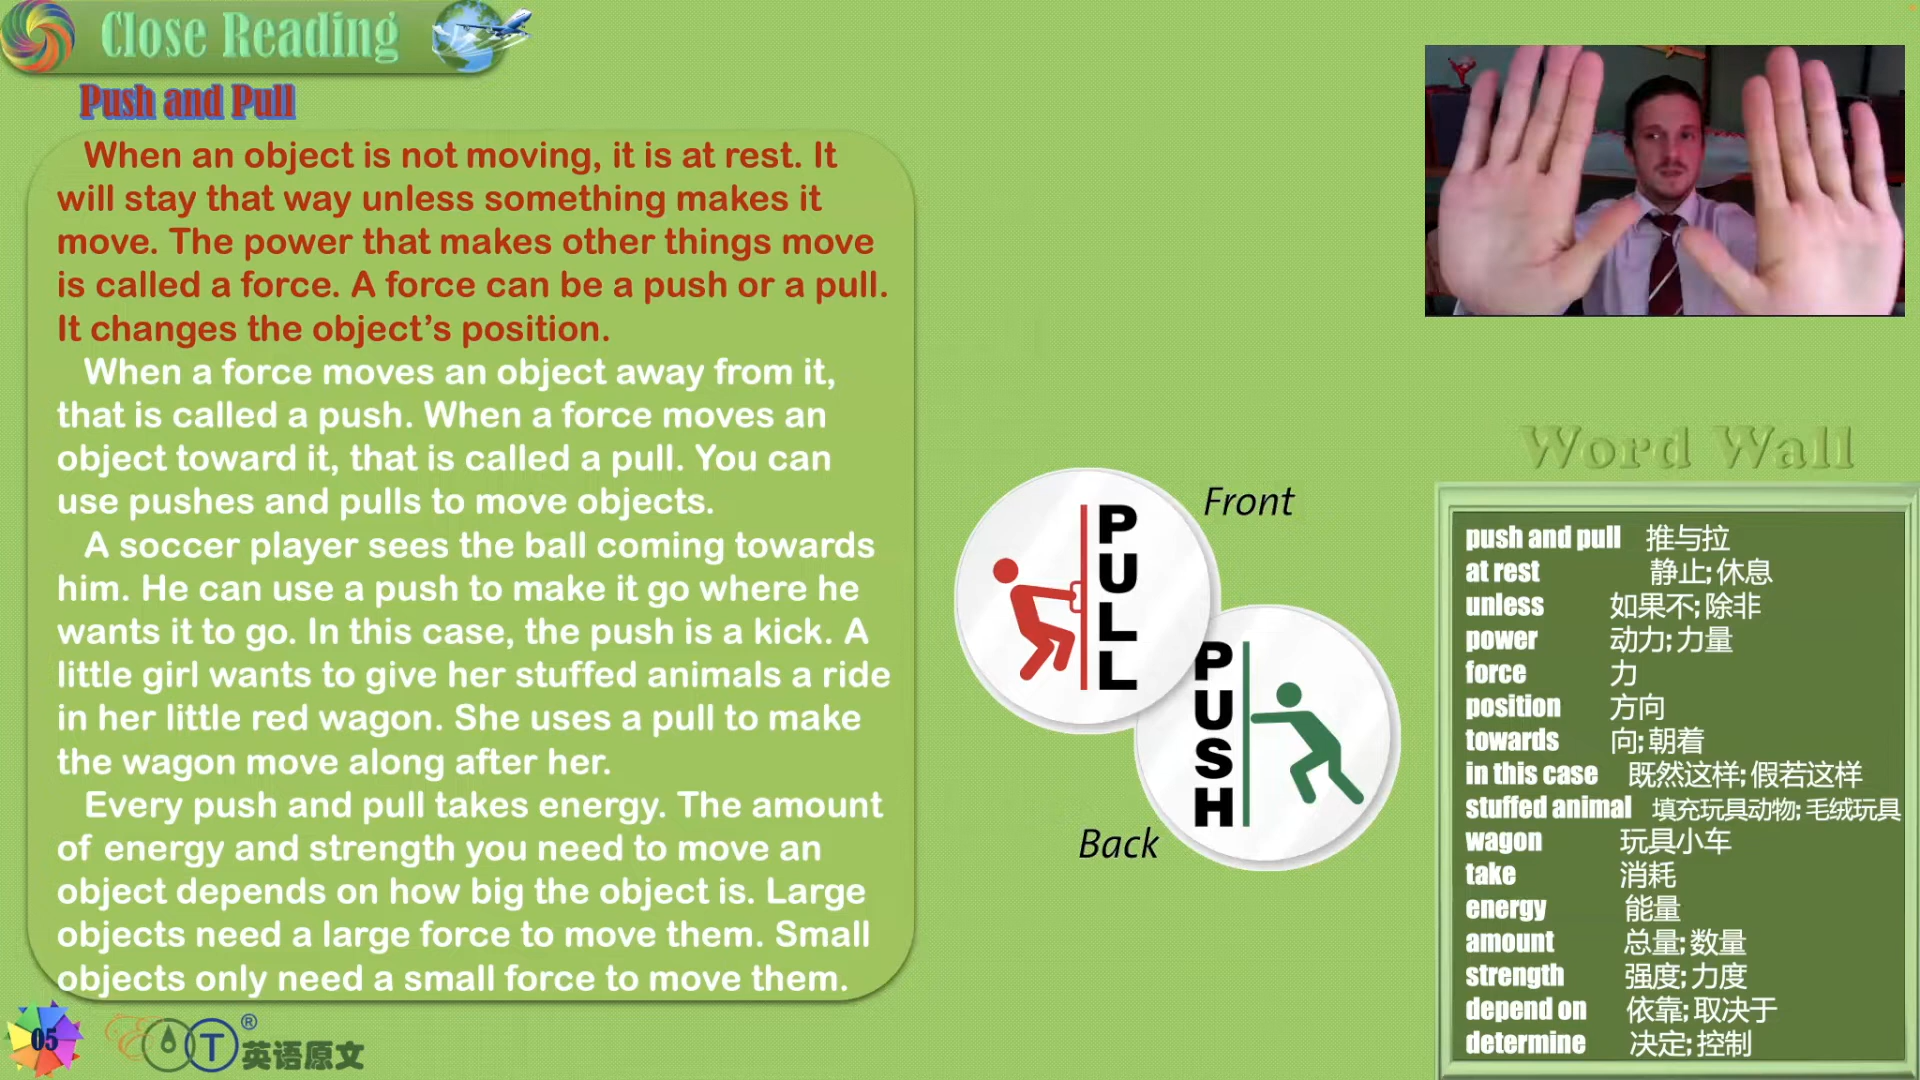 Close Reading
Push and Pull
When an object is not moving, it is at rest. It
will stay that way unless something makes it
move. The power that makes other things move
is called a force. A force can be a push or a pull.
It changes the object’s position.
When a force moves an object away from it,
that is called a push. When a force moves an
object toward it, that is called a pull. You can
use pushes and pulls to move objects.
A soccer player sees the ball coming towards
him. He can use a push to make it go where he
wants it to go. In this case, the push is a kick. A
little girl wants to give her stuffed animals a ride
in her little red wagon. She uses a pull to make
the wagon move along after her.
Every push and pull takes energy. The amount
of energy and strength you need to move an
object depends on how big the object is. Large
objects need a large force to move them. Small
objects only need a small force to move them.
Front
PULL
PUSH
Back
Word Wall
push and pull 推与拉
at rest 静止; 休息
unless 如果不; 除非
power 动力; 力量
force 力
position 方向
towards 向; 朝着
in this case 既然这样; 假若这样
stuffed animal 填充玩具动物; 毛绒玩具
wagon 玩具小车
take 消耗
energy 能量
amount 总量; 数量
strength 强度; 力度
depend on 依靠; 取决于
determine 决定; 控制
05
T ® 英语原文